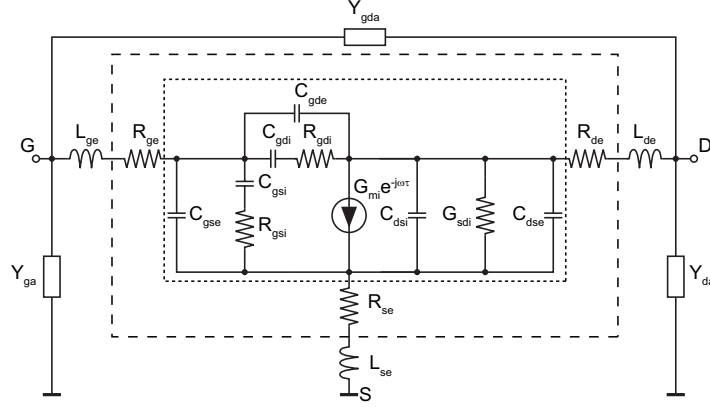 Y_gda
G
L_ge
R_ge
C_gde
C_gdi
R_gdi
R_de
L_de
D
C_gse
C_gsi
R_gsi
G_mi e^-jωτ
C_dsi
G_sdi
C_dse
Y_ga
Y_da
R_se
L_se
S